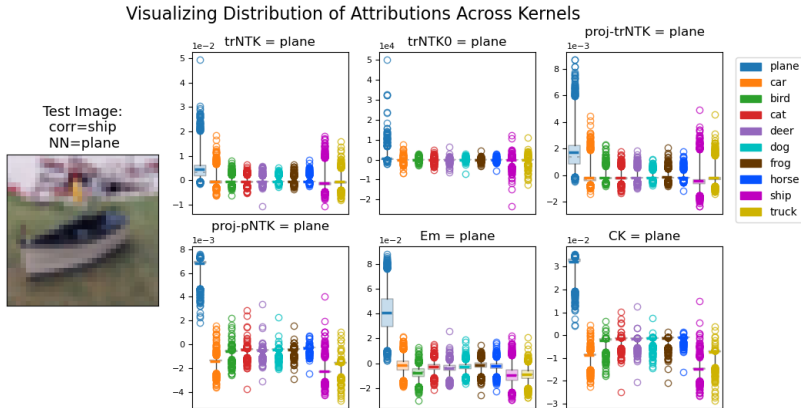 Visualizing Distribution of Attributions Across Kernels
Test Image:
corr=ship
NN=plane
1e−2
trNTK = plane
5
4
3
2
1
0
−1
1e4
trNTK0 = plane
5
4
3
2
1
0
−1
−2
1e−3
proj-trNTK = plane
8
6
4
2
0
−2
plane
car
bird
cat
deer
dog
frog
horse
ship
truck
1e−3
proj-pNTK = plane
8
6
4
2
0
−2
−4
1e−2
Em = plane
8
6
4
2
0
−2
1e−2
CK = plane
3
2
1
0
−1
−2
−3